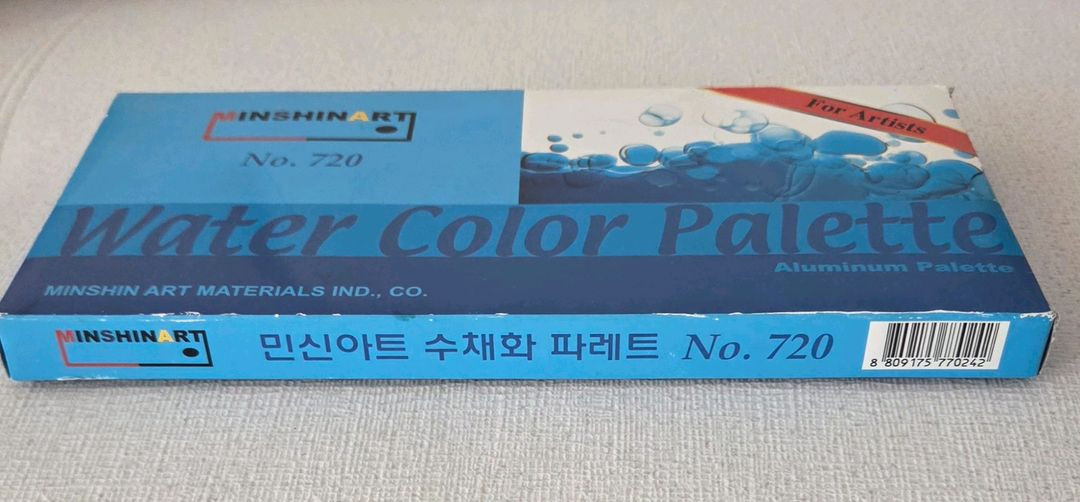 MINSHINART
No. 720
For Artists
Water Color Palette
Aluminum Palette
MINSHIN ART MATERIALS IND., CO.
MINSHINART
민신아트 수채화 파레트 No. 720
8 809175 770242